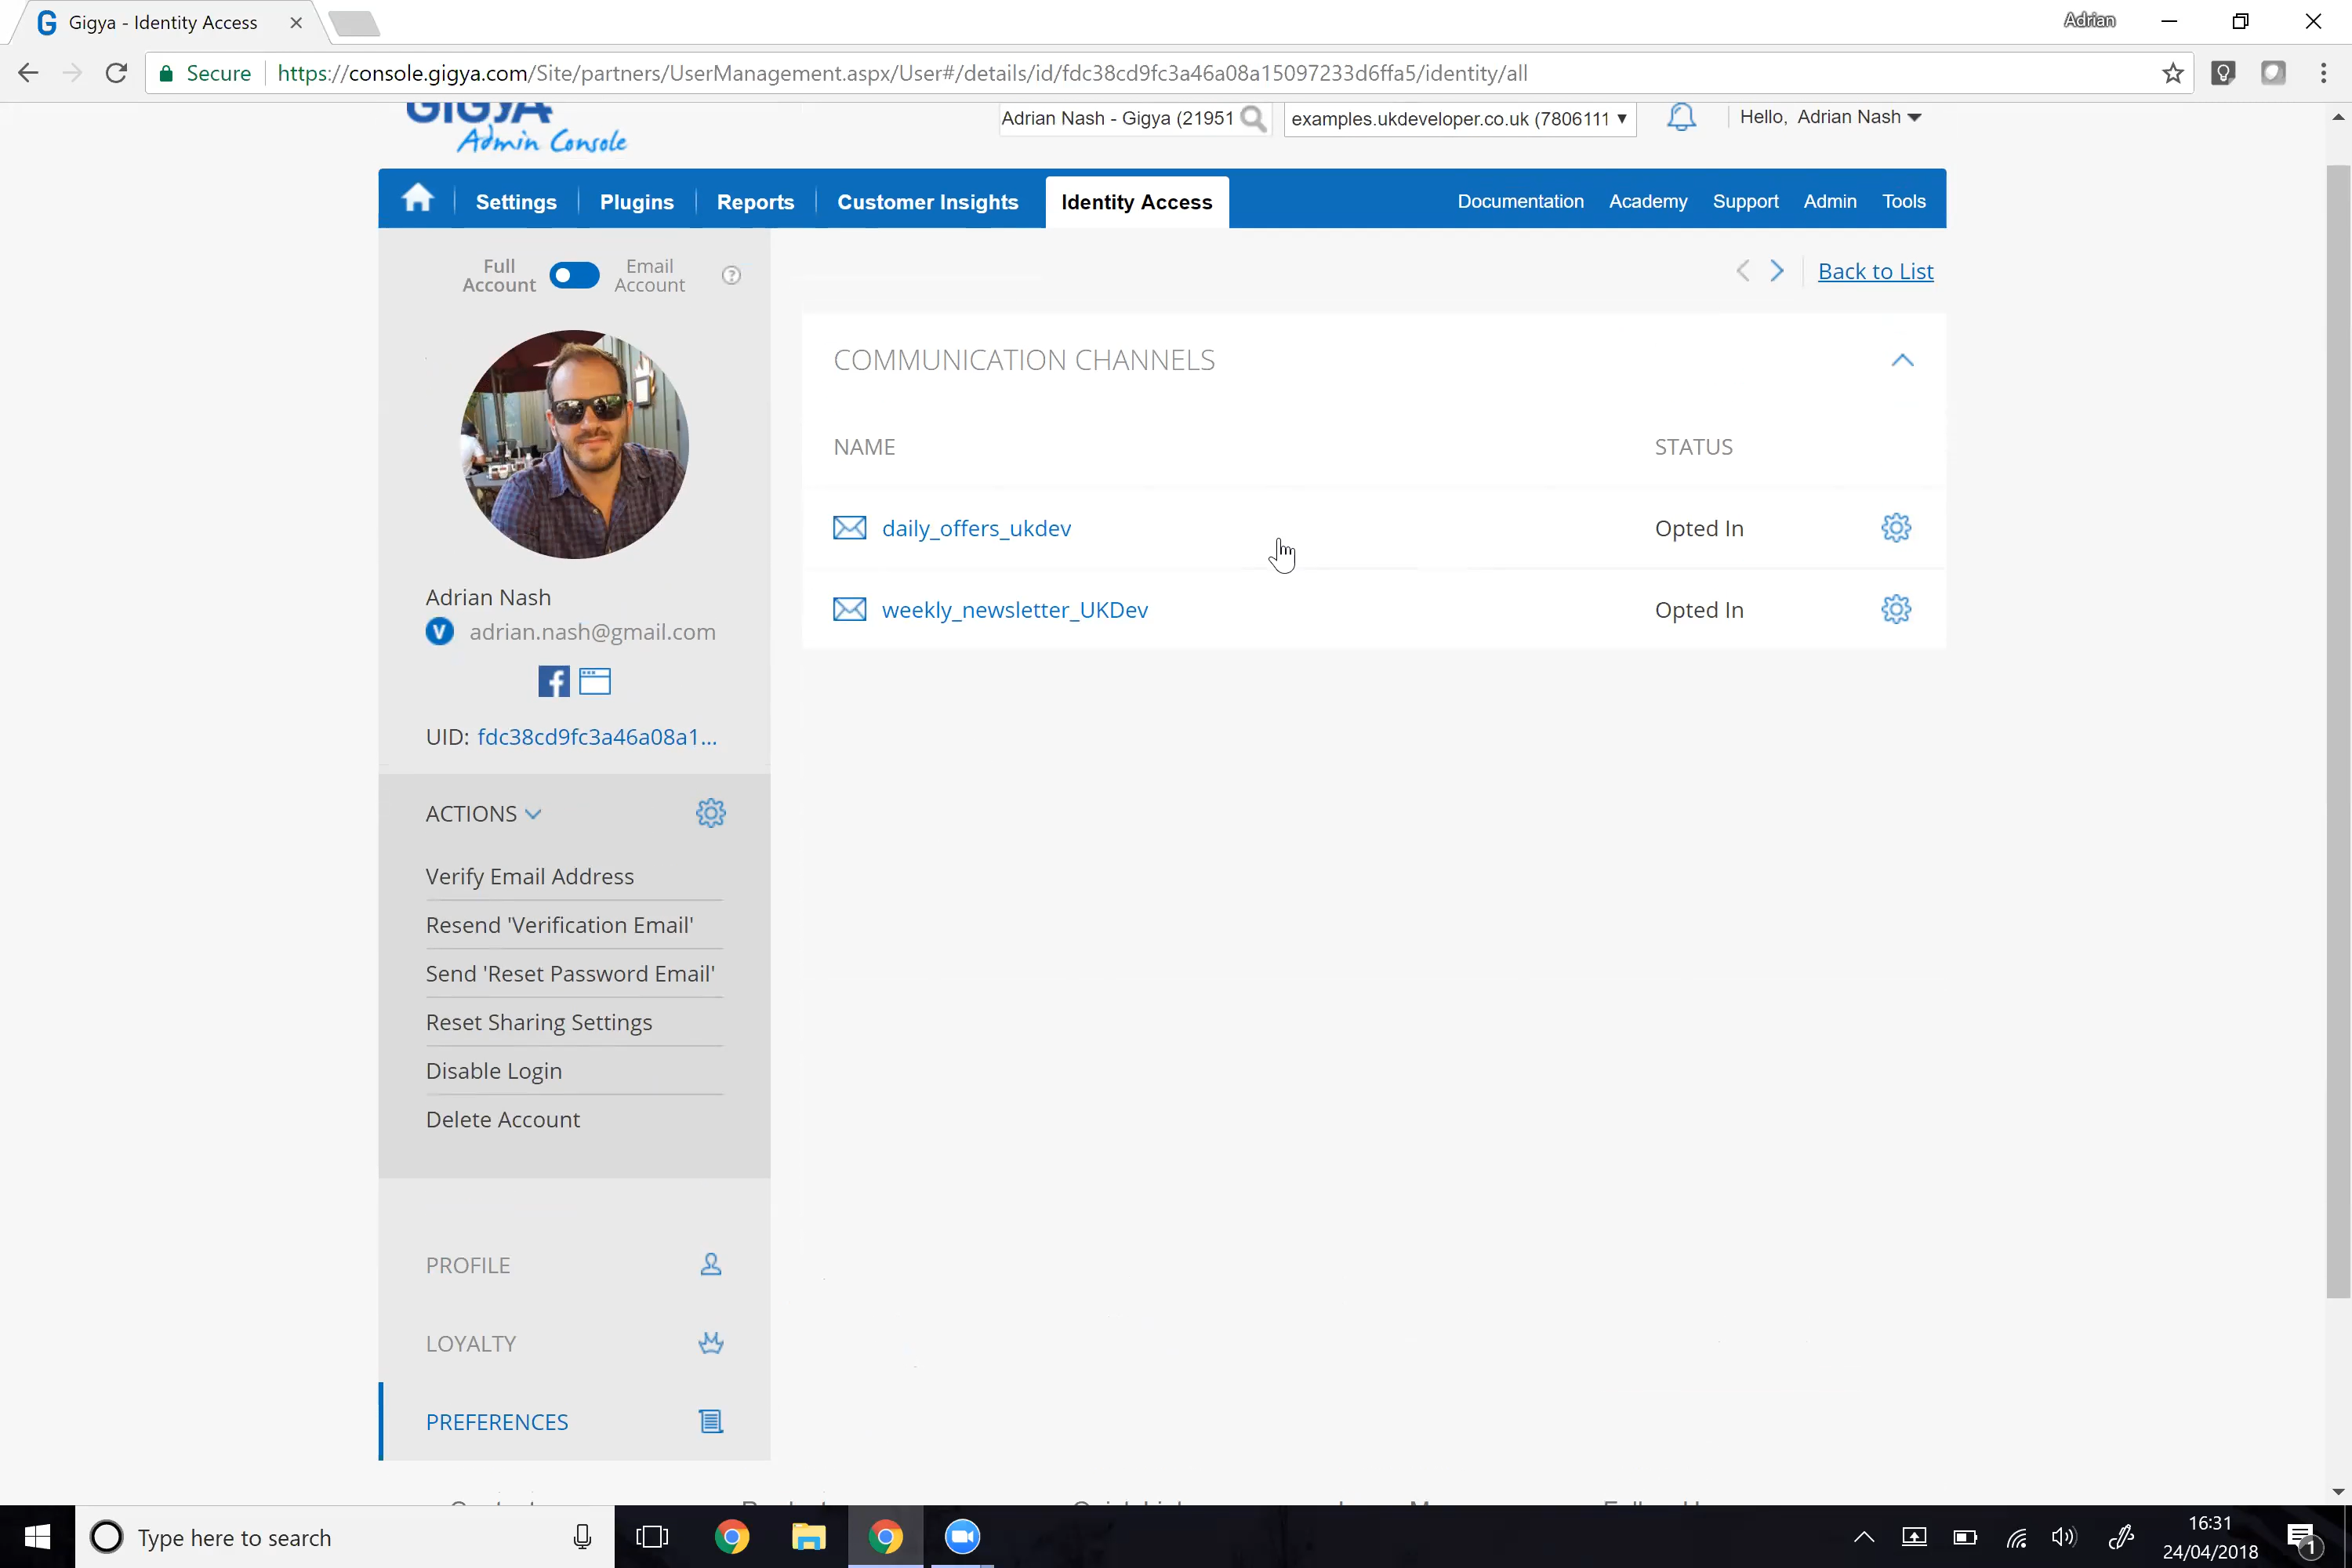 Gigya - Identity Access
Adrian
Secure
https://console.gigya.com/Site/partners/UserManagement.aspx/User#/details/id/fdc38cd9fc3a46a08a15097233d6ffa5/identity/all
GIGYA
Admin Console
Adrian Nash - Gigya (21951
examples.ukdeveloper.co.uk (7806111
Hello, Adrian Nash
Settings
Plugins
Reports
Customer Insights
Identity Access
Documentation
Academy
Support
Admin
Tools
Full Account
Email Account
?
Back to List
COMMUNICATION CHANNELS
NAME
STATUS
daily_offers_ukdev
Opted In
weekly_newsletter_UKDev
Opted In
Adrian Nash
V adrian.nash@gmail.com
UID: fdc38cd9fc3a46a08a1...
ACTIONS
Verify Email Address
Resend 'Verification Email'
Send 'Reset Password Email'
Reset Sharing Settings
Disable Login
Delete Account
PROFILE
LOYALTY
PREFERENCES
Type here to search
16:31
24/04/2018
1